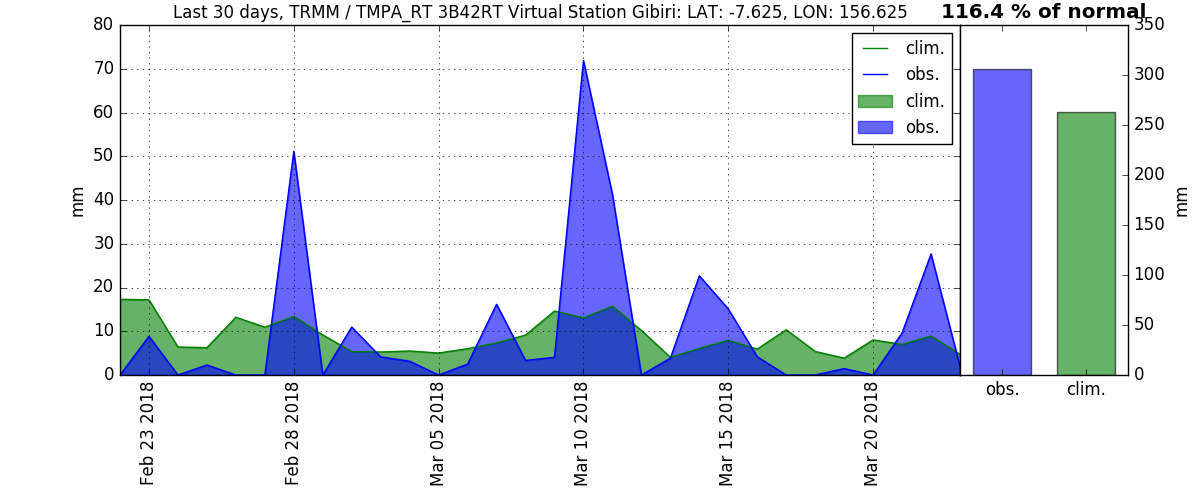 Last 30 days, TRMM / TMPA_RT 3B42RT Virtual Station Gibiri: LAT: -7.625, LON: 156.625
116.4 % of normal
80
70
60
50
40
30
20
10
0
mm
clim.
obs.
clim.
obs.
Feb 23 2018
Feb 28 2018
Mar 05 2018
Mar 10 2018
Mar 15 2018
Mar 20 2018
350
300
250
200
150
100
50
0
mm
obs.
clim.